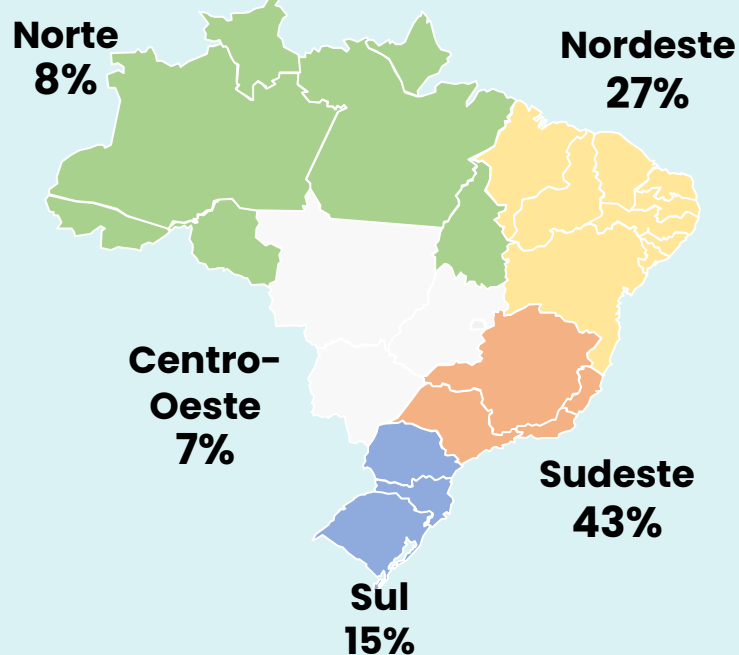 Norte
8%
Nordeste
27%
Centro-
Oeste
7%
Sudeste
43%
Sul
15%